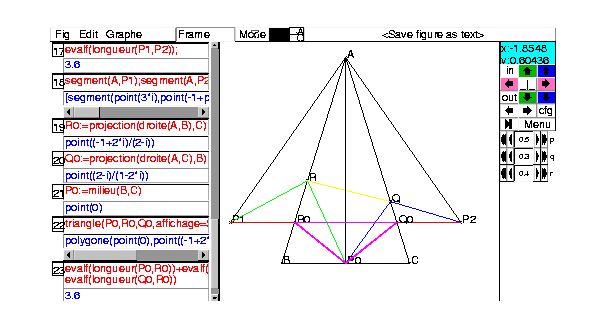 Fig Edit Graphe Frame Mode <Save figure as text>
17 evalf(longueur(P1,P2));
3.6
18 segment(A,P1);segment(A,P2
[segment(point(3*i),point(-1+p
19 R0:=projection(droite(A,B),C)
point((-1+2*i)/(2-i))
20 Q0:=projection(droite(A,C),B)
point((2-i)/(1-2*i))
21 P0:=milieu(B,C)
point(0)
22 triangle(P0,R0,Q0,affichage=
polygone(point(0),point((-1+2*
23 evalf(longueur(P0,R0))+evalf(
evalf(longueur(Q0,R0))
3.6
A
R
Q
P1
R0
Q0
P2
B
P0
C
x:-1.8548
y:0.60436
in
out
cfg
Menu
0.5 p
0.3 q
0.4 r